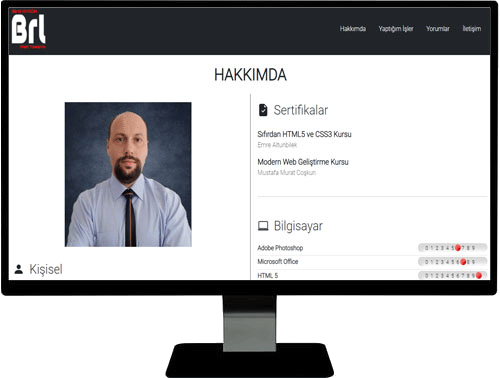 Brl
Hakkımda Yaptığım İşler Yorumlar İletişim
HAKKIMDA
Sertifikalar
Sıfırdan HTML5 ve CSS3 Kursu
Emre Altunbilek
Modern Web Geliştirme Kursu
Mustafa Murat Coşkun
Bilgisayar
Adobe Photoshop 0 1 2 3 4 5 7 8 9
Microsoft Office 0 1 2 3 4 5 6 8 9
HTML 5 0 1 2 3 4 5 6 7 8
Kişisel